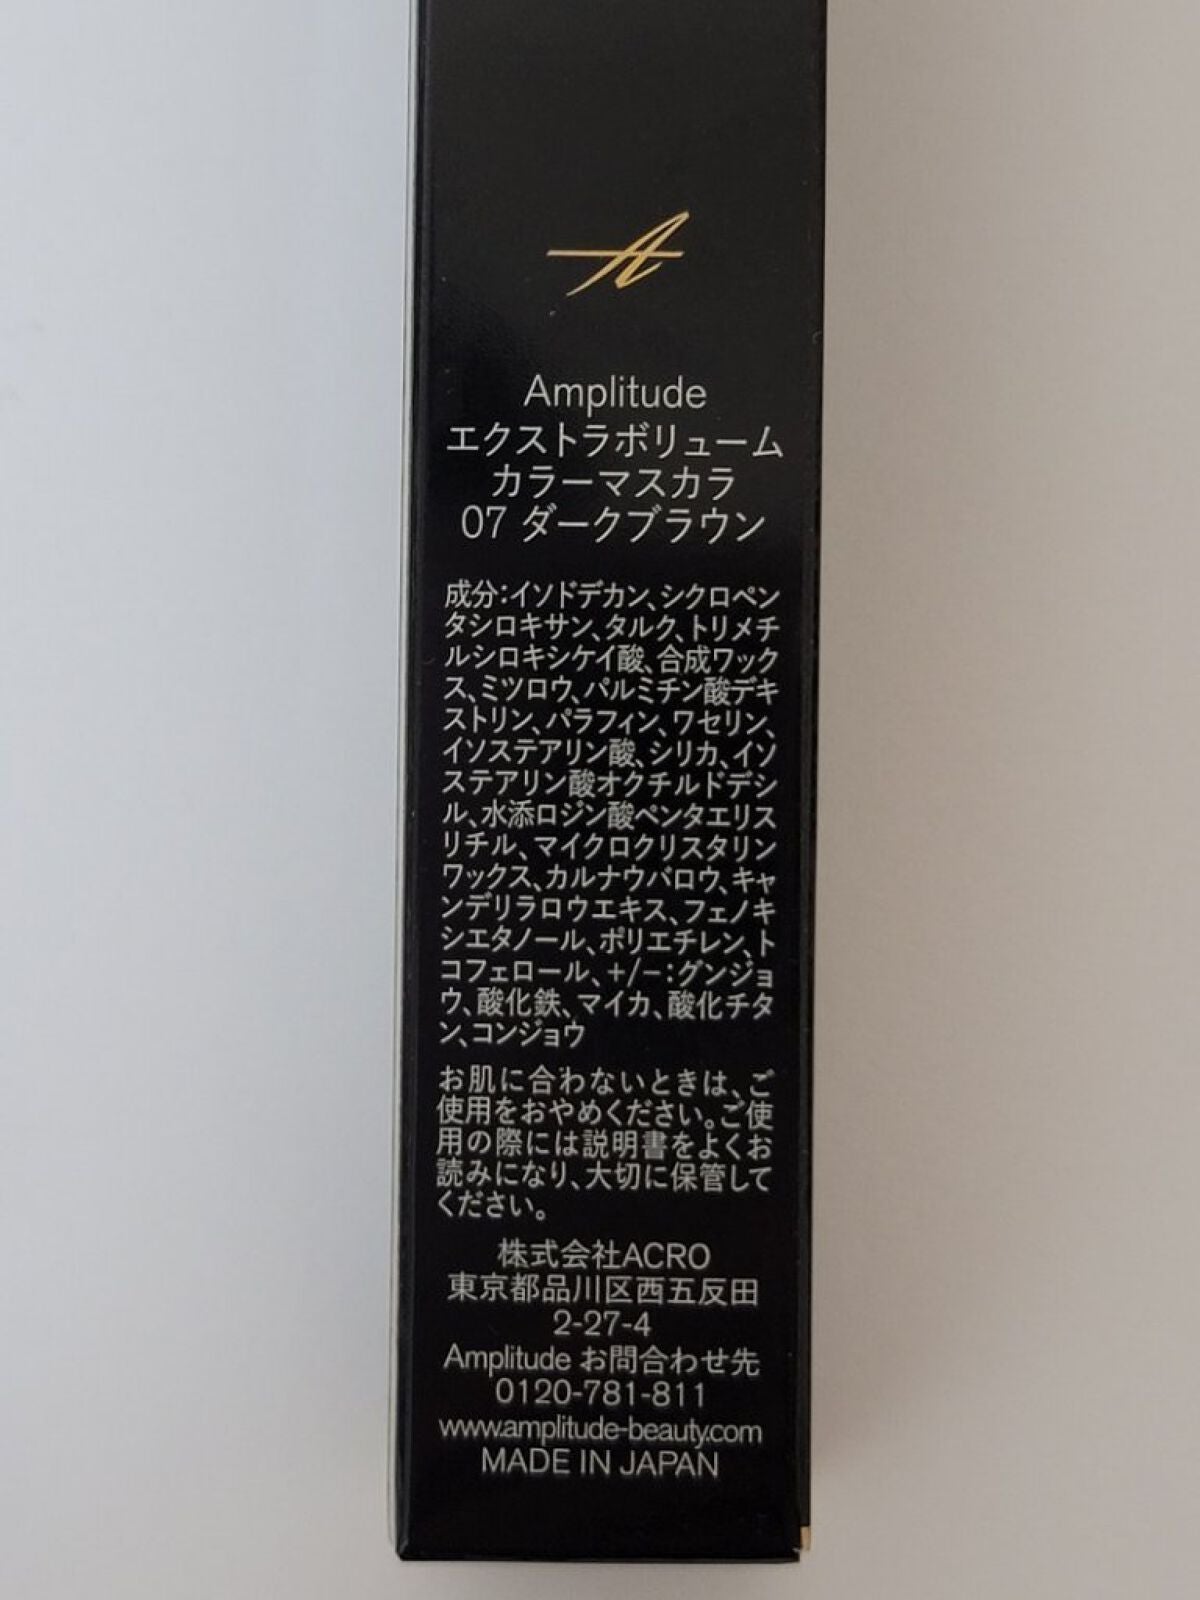 A
Amplitude
エクストラボリューム
カラーマスカラ
07 ダークブラウン
成分:イソドデカン、シクロペン
タシロキサン、タルク、トリメチ
ルシロキシケイ酸、合成ワック
ス、ミツロウ、パルミチン酸デキ
ストリン、パラフィン、ワセリン、
イソステアリン酸、シリカ、イソ
ステアリン酸オクチルドデシ
ル、水添ロジン酸ペンタエリス
リチル、マイクロクリスタリン
ワックス、カルナウバロウ、キャ
ンデリラロウエキス、フェノキ
シエタノール、ポリエチレン、ト
コフェロール、+/−:グンジョ
ウ、酸化鉄、マイカ、酸化チタ
ン、コンジョウ
お肌に合わないときは、ご
使用をおやめください。ご使
用の際には説明書をよくお
読みになり、大切に保管して
ください。
株式会社ACRO
東京都品川区西五反田
2-27-4
Amplitude お問合わせ先
0120-781-811
www.amplitude-beauty.com
MADE IN JAPAN